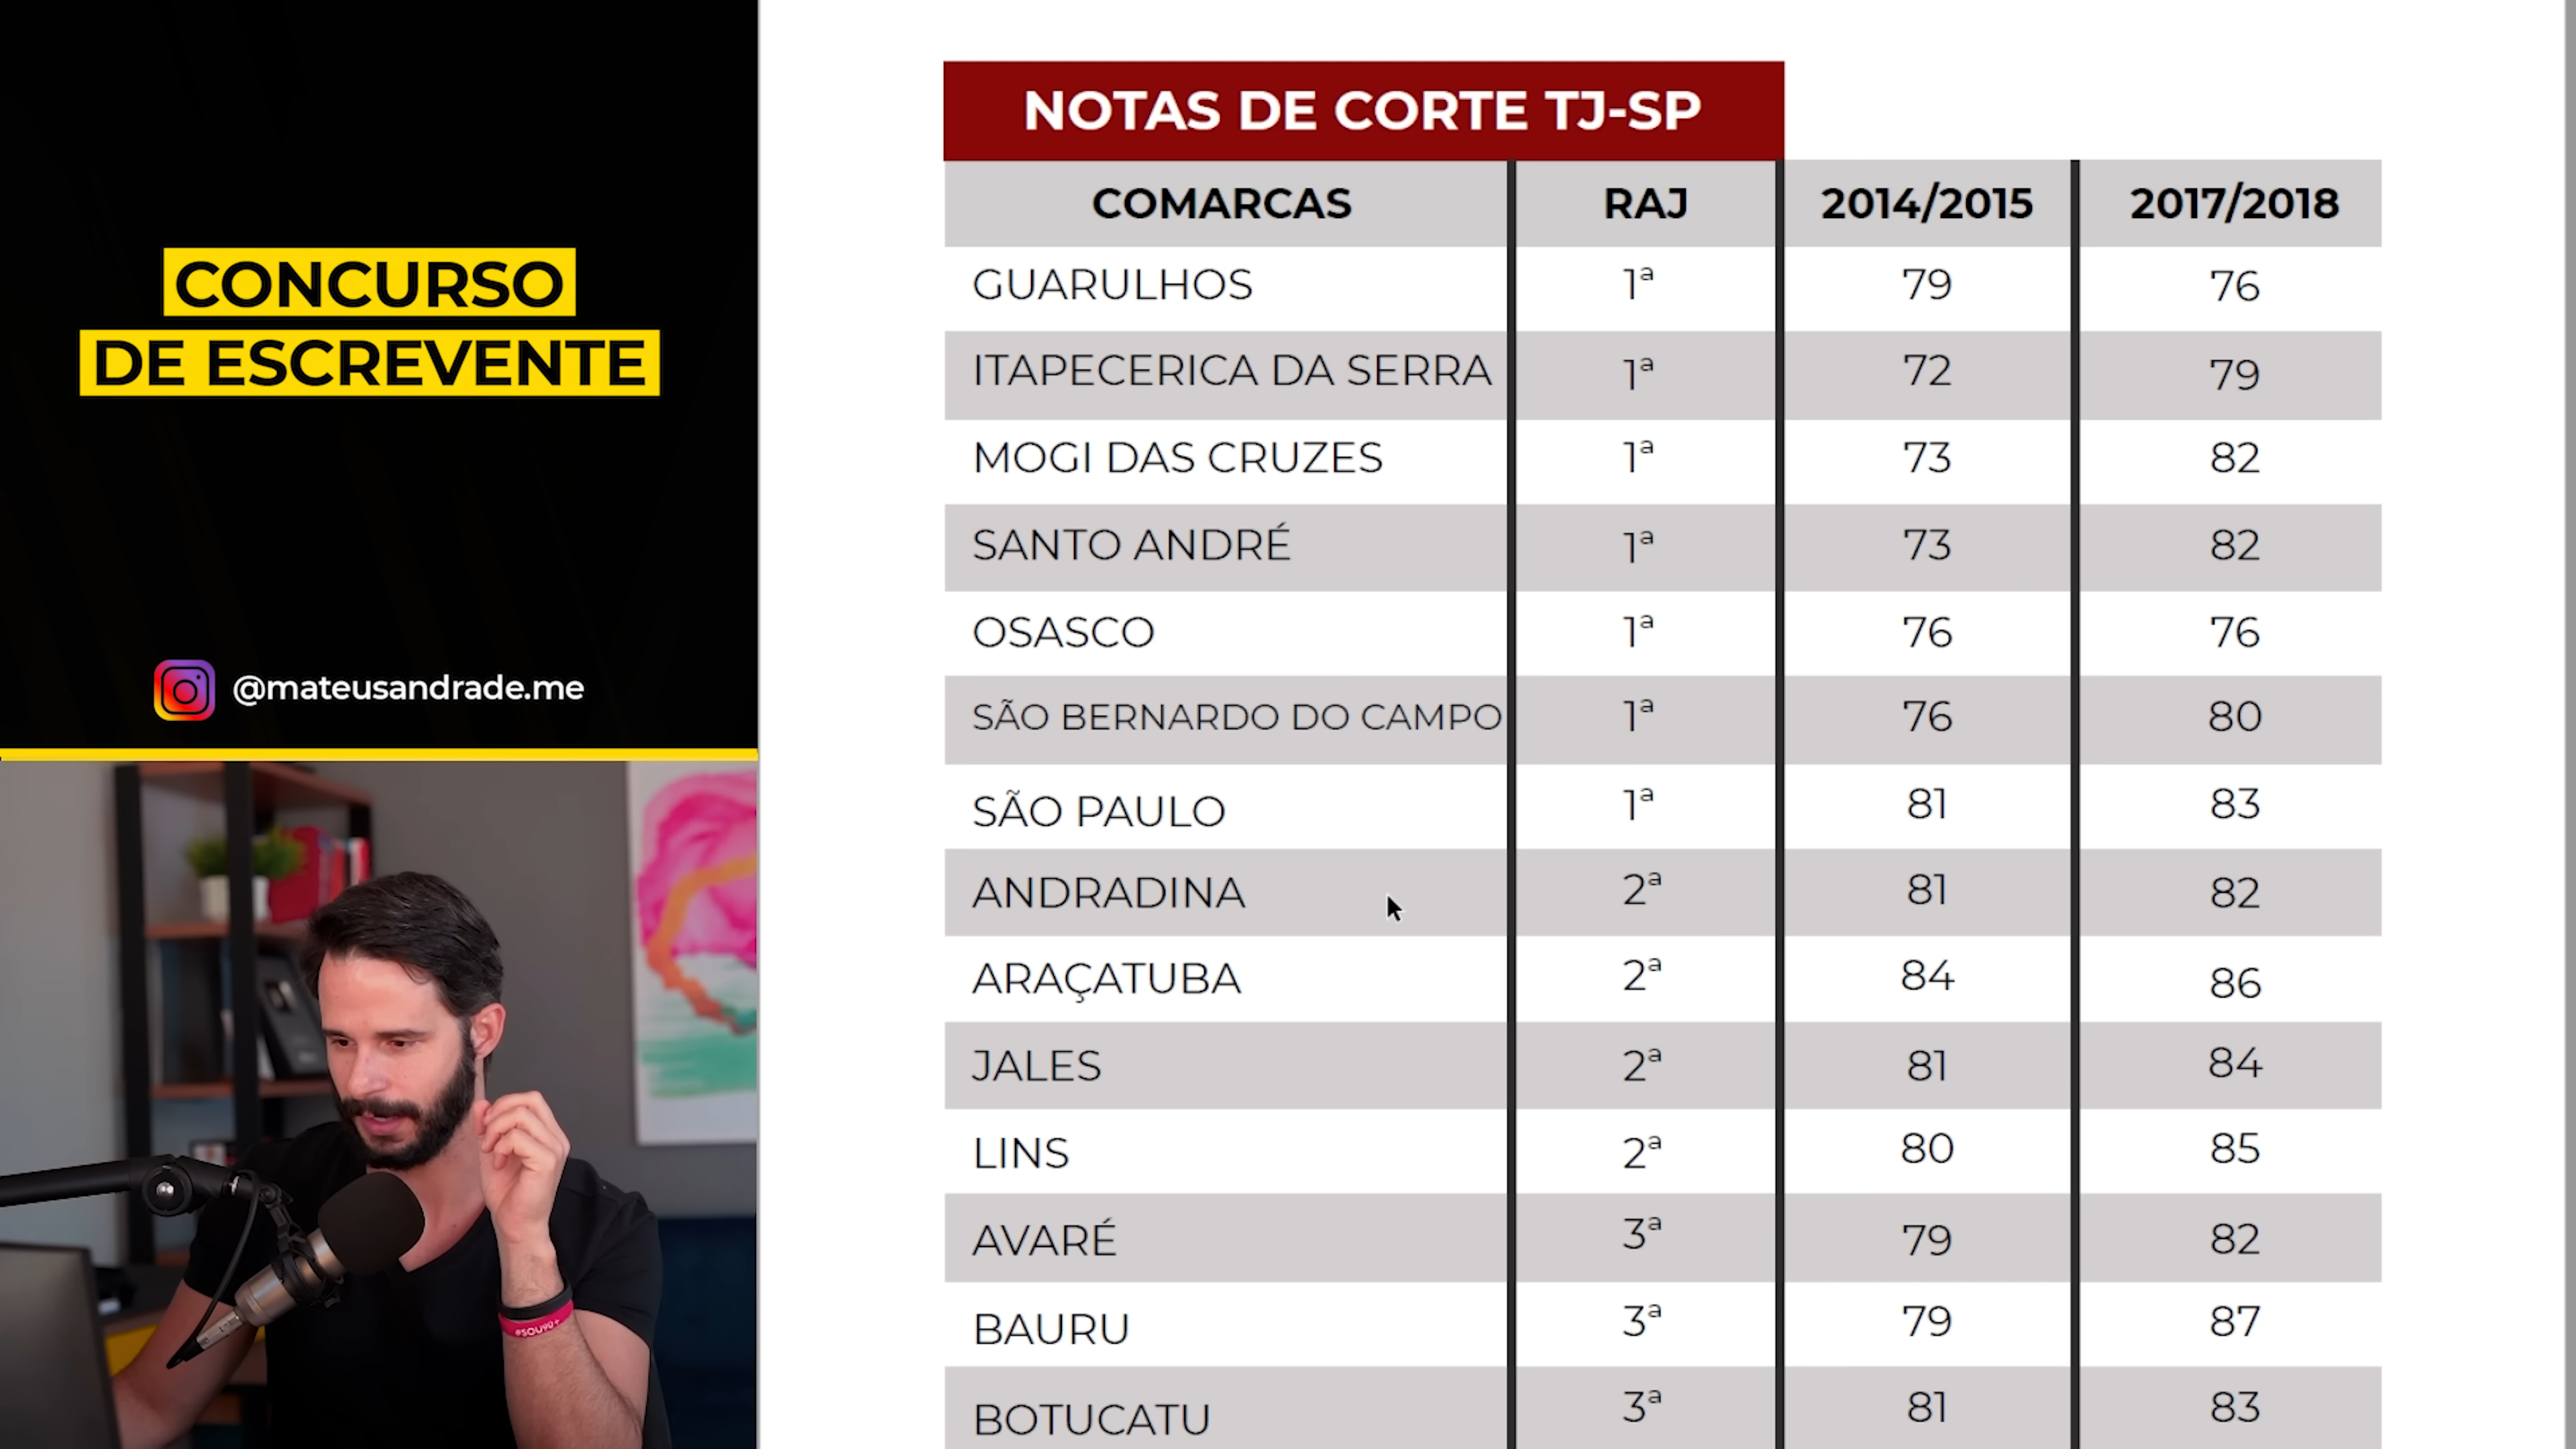 CONCURSO
DE ESCREVENTE
@mateusandrade.me
NOTAS DE CORTE TJ-SP
COMARCAS RAJ 2014/2015 2017/2018
GUARULHOS 1ª 79 76
ITAPECERICA DA SERRA 1ª 72 79
MOGI DAS CRUZES 1ª 73 82
SANTO ANDRÉ 1ª 73 82
OSASCO 1ª 76 76
SÃO BERNARDO DO CAMPO 1ª 76 80
SÃO PAULO 1ª 81 83
ANDRADINA 2ª 81 82
ARAÇATUBA 2ª 84 86
JALES 2ª 81 84
LINS 2ª 80 85
AVARÉ 3ª 79 82
BAURU 3ª 79 87
BOTUCATU 3ª 81 83